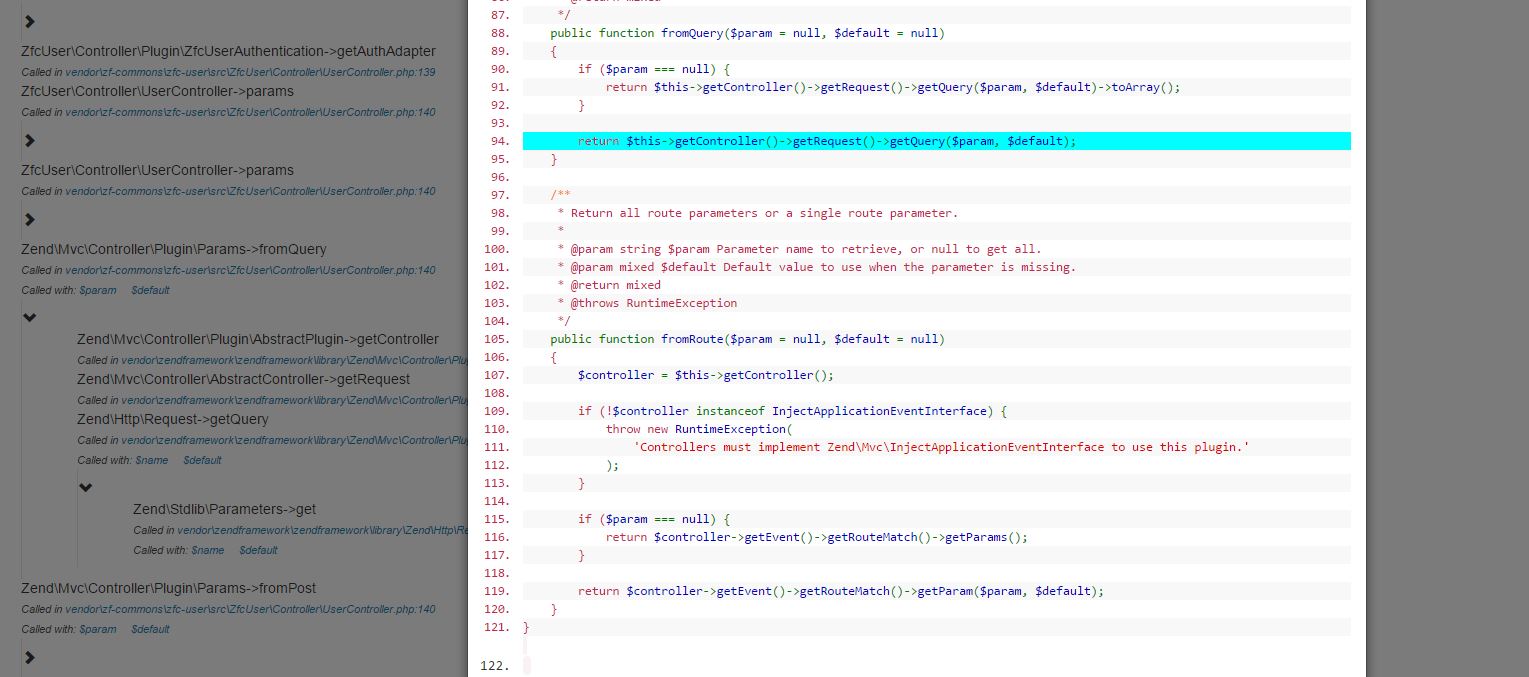 ZfcUser\Controller\Plugin\ZfcUserAuthentication->getAuthAdapter
Called in vendor\zf-commons\zfc-user\src\ZfcUser\Controller\UserController.php:139
ZfcUser\Controller\UserController->params
Called in vendor\zf-commons\zfc-user\src\ZfcUser\Controller\UserController.php:140
ZfcUser\Controller\UserController->params
Called in vendor\zf-commons\zfc-user\src\ZfcUser\Controller\UserController.php:140
Zend\Mvc\Controller\Plugin\Params->fromQuery
Called in vendor\zf-commons\zfc-user\src\ZfcUser\Controller\UserController.php:140
Called with: $param $default
Zend\Mvc\Controller\Plugin\AbstractPlugin->getController
Called in vendor\zendframework\zendframework\library\Zend\Mvc\Controller\Plu
Zend\Mvc\Controller\AbstractController->getRequest
Called in vendor\zendframework\zendframework\library\Zend\Mvc\Controller\Plu
Zend\Http\Request->getQuery
Called in vendor\zendframework\zendframework\library\Zend\Mvc\Controller\Plu
Called with: $name $default
Zend\Stdlib\Parameters->get
Called in vendor\zendframework\zendframework\library\Zend\Http\Re
Called with: $name $default
Zend\Mvc\Controller\Plugin\Params->fromPost
Called in vendor\zf-commons\zfc-user\src\ZfcUser\Controller\UserController.php:140
Called with: $param $default
87. */
88. public function fromQuery($param = null, $default = null)
89. {
90. if ($param === null) {
91. return $this->getController()->getRequest()->getQuery($param, $default)->toArray();
92. }
93.
94. return $this->getController()->getRequest()->getQuery($param, $default);
95. }
96.
97. /**
98. * Return all route parameters or a single route parameter.
99. *
100. * @param string $param Parameter name to retrieve, or null to get all.
101. * @param mixed $default Default value to use when the parameter is missing.
102. * @return mixed
103. * @throws RuntimeException
104. */
105. public function fromRoute($param = null, $default = null)
106. {
107. $controller = $this->getController();
108.
109. if (!$controller instanceof InjectApplicationEventInterface) {
110. throw new RuntimeException(
111. 'Controllers must implement Zend\Mvc\InjectApplicationEventInterface to use this plugin.'
112. );
113. }
114.
115. if ($param === null) {
116. return $controller->getEvent()->getRouteMatch()->getParams();
117. }
118.
119. return $controller->getEvent()->getRouteMatch()->getParam($param, $default);
120. }
121. }
122.